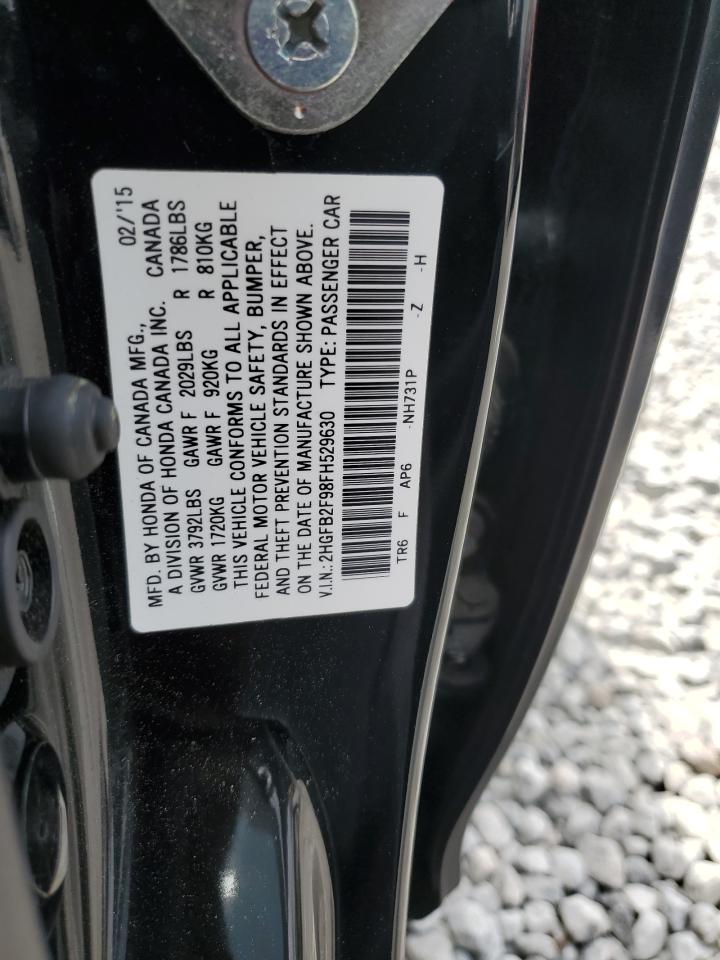 MFD. BY HONDA OF CANADA MFG., 02/'15
A DIVISION OF HONDA CANADA INC. CANADA
GVWR 3792LBS GAWR F 2029LBS R 1786LBS
GVWR 1720KG GAWR F 920KG R 810KG
THIS VEHICLE CONFORMS TO ALL APPLICABLE
FEDERAL MOTOR VEHICLE SAFETY, BUMPER,
AND THEFT PREVENTION STANDARDS IN EFFECT
ON THE DATE OF MANUFACTURE SHOWN ABOVE.
V.I.N.: 2HGFB2F98FH529630 TYPE: PASSENGER CAR
TR6 F AP6 -NH731P -Z -H